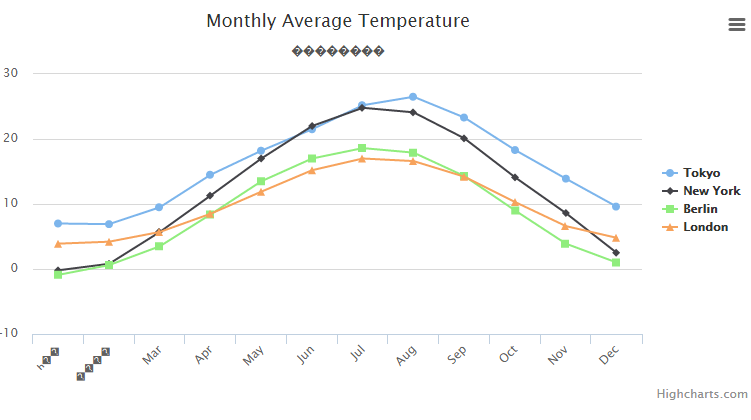 Monthly Average Temperature
30
20
10
0
-10
Mar
Apr
May
Jun
Jul
Aug
Sep
Oct
Nov
Dec
Tokyo
New York
Berlin
London
Highcharts.com